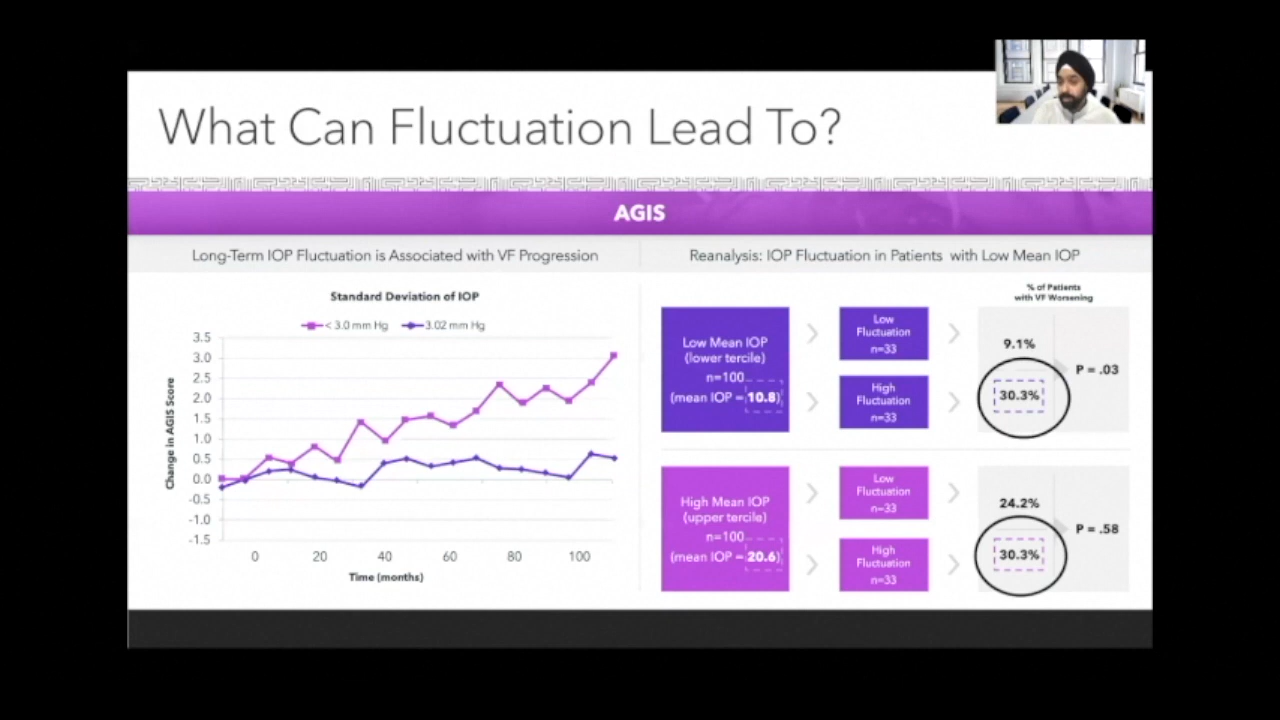 What Can Fluctuation Lead To?
AGIS
Long-Term IOP Fluctuation is Associated with VF Progression
Standard Deviation of IOP
< 3.0 mm Hg
3.02 mm Hg
3.5
3.0
2.5
2.0
1.5
1.0
0.5
0.0
-0.5
-1.0
-1.5
Change in AGIS Score
0 20 40 60 80 100
Time (months)
Reanalysis: IOP Fluctuation in Patients with Low Mean IOP
% of Patients
with VF Worsening
Low Mean IOP
(lower tercile)
n=100
(mean IOP = 10.8)
Low
Fluctuation
n=33
High
Fluctuation
n=33
9.1%
30.3%
P = .03
High Mean IOP
(upper tercile)
n=100
(mean IOP = 20.6)
Low
Fluctuation
n=33
High
Fluctuation
n=33
24.2%
30.3%
P = .58